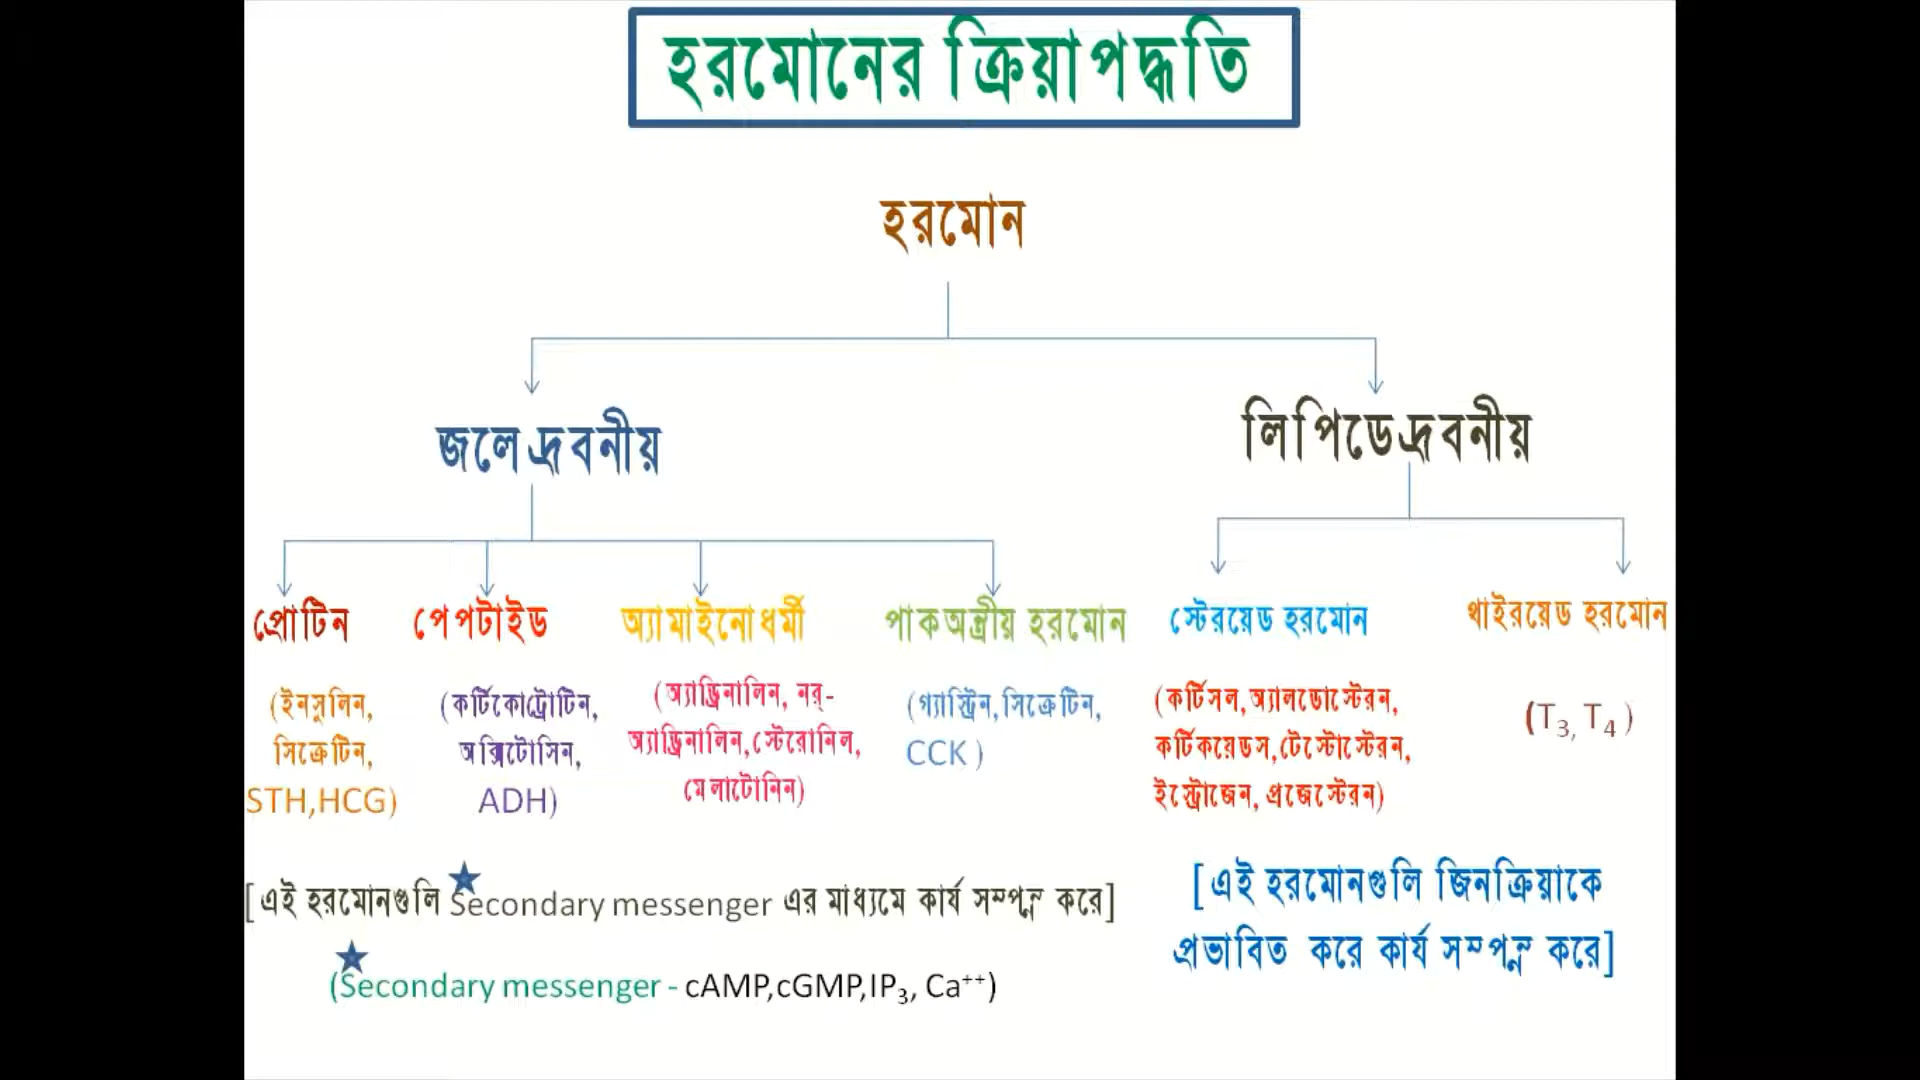 হরমোনের ক্রিয়াপদ্ধতি
হরমোন
জলে দ্রবনীয়
লিপিডে দ্রবনীয়
প্রোটিন
(ইনসুলিন,
সিক্রেটিন,
STH,HCG)
পেপটাইড
(কর্টিকোট্রোটিন,
অক্সিটোসিন,
ADH)
অ্যামাইনোধর্মী
(অ্যাড্রিনালিন, নর্-
অ্যাড্রিনালিন,স্টেরোনিল,
মেলাটোনিন)
পাকঅন্ত্রীয় হরমোন
(গ্যাস্ট্রিন,সিক্রেটিন,
CCK )
স্টেরয়েড হরমোন
(কর্টিসল,অ্যালডোস্টেরন,
কর্টিকয়েডস,টেস্টোস্টেরন,
ইস্ট্রোজেন, প্রজেস্টেরন)
থাইরয়েড হরমোন
(T3, T4 )
[এই হরমোনগুলি Secondary messenger এর মাধ্যমে কার্য সম্পন্ন করে]
(Secondary messenger - cAMP,cGMP,IP3, Ca++)
[এই হরমোনগুলি জিনক্রিয়াকে
প্রভাবিত করে কার্য সম্পন্ন করে]